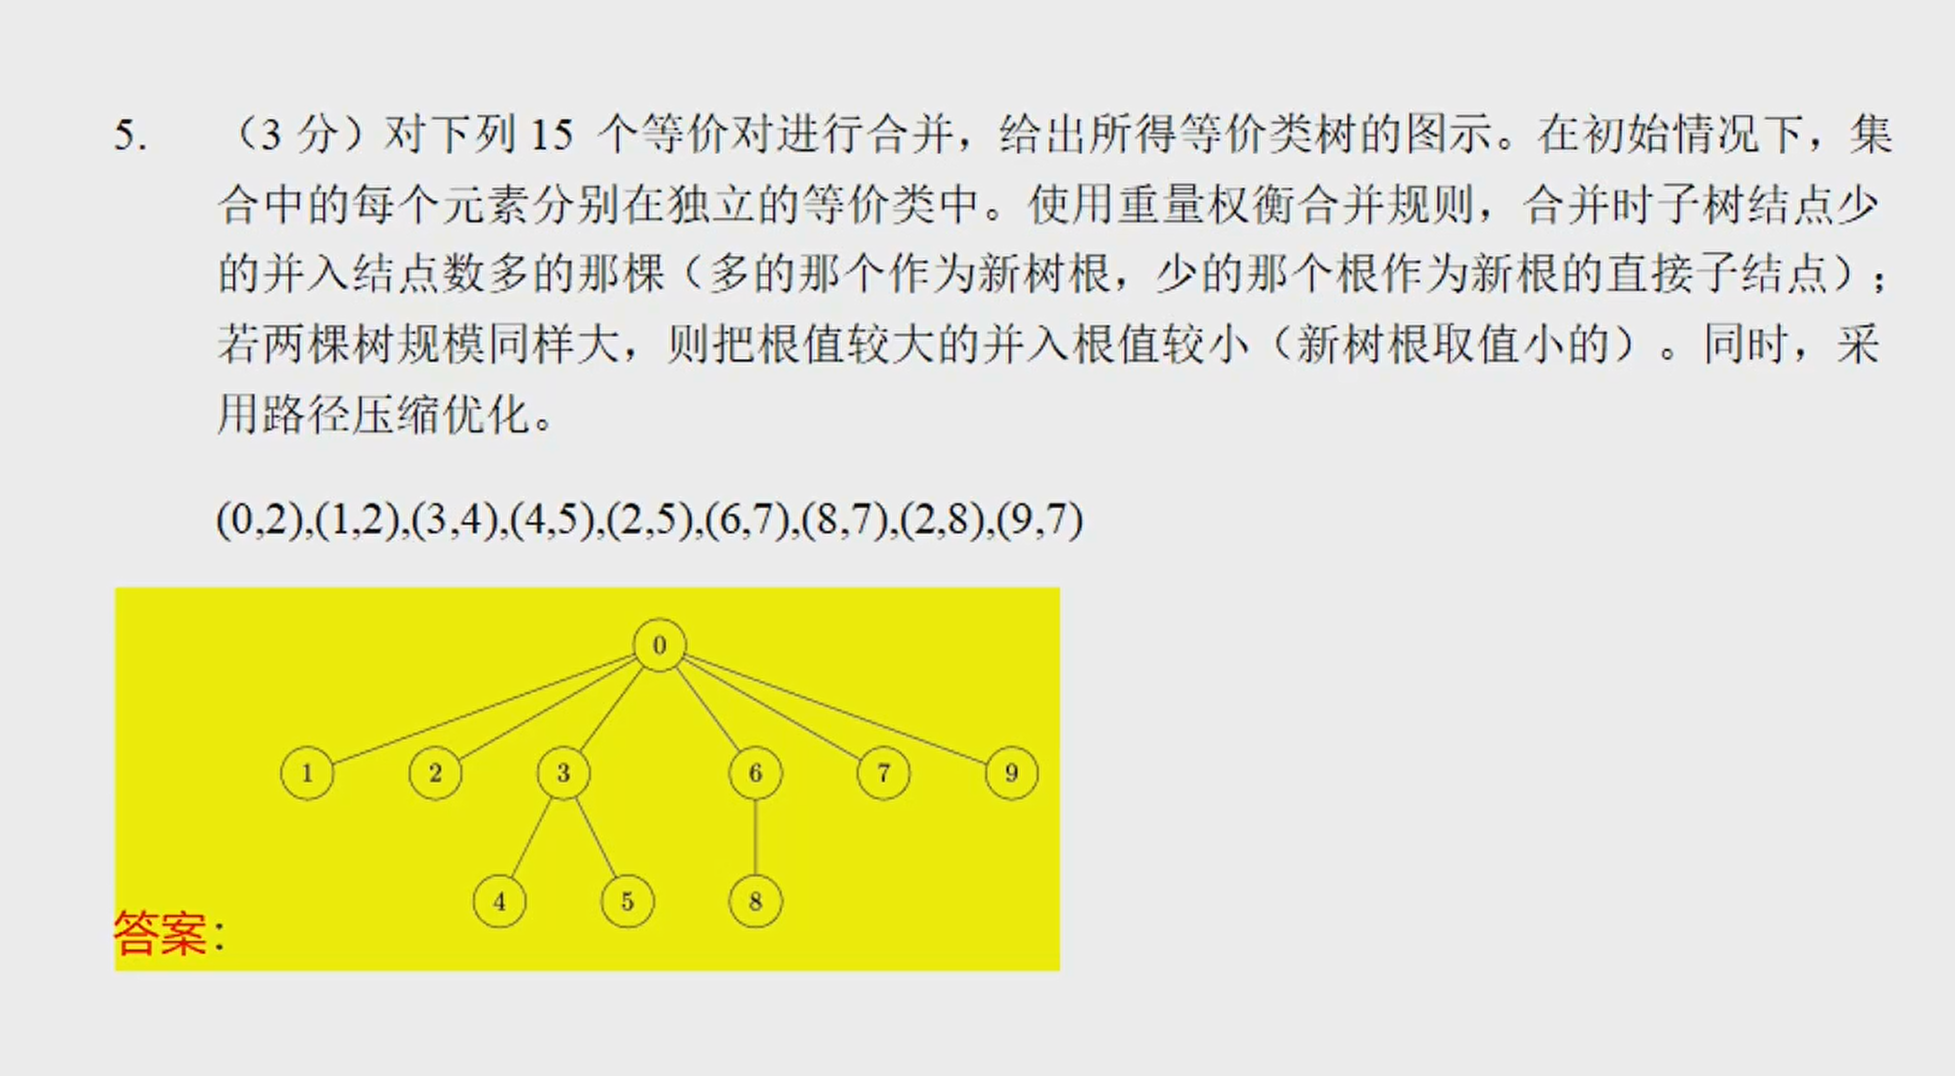 5. （3 分）对下列 15 个等价对进行合并，给出所得等价类树的图示。在初始情况下，集
合中的每个元素分别在独立的等价类中。使用重量权衡合并规则，合并时子树结点少
的并入结点数多的那棵（多的那个作为新树根，少的那个根作为新根的直接子结点）；
若两棵树规模同样大，则把根值较大的并入根值较小（新树根取值小的）。同时，采
用路径压缩优化。
(0,2),(1,2),(3,4),(4,5),(2,5),(6,7),(8,7),(2,8),(9,7)
0
1 2 3 6 7 9
4 5 8
答案：